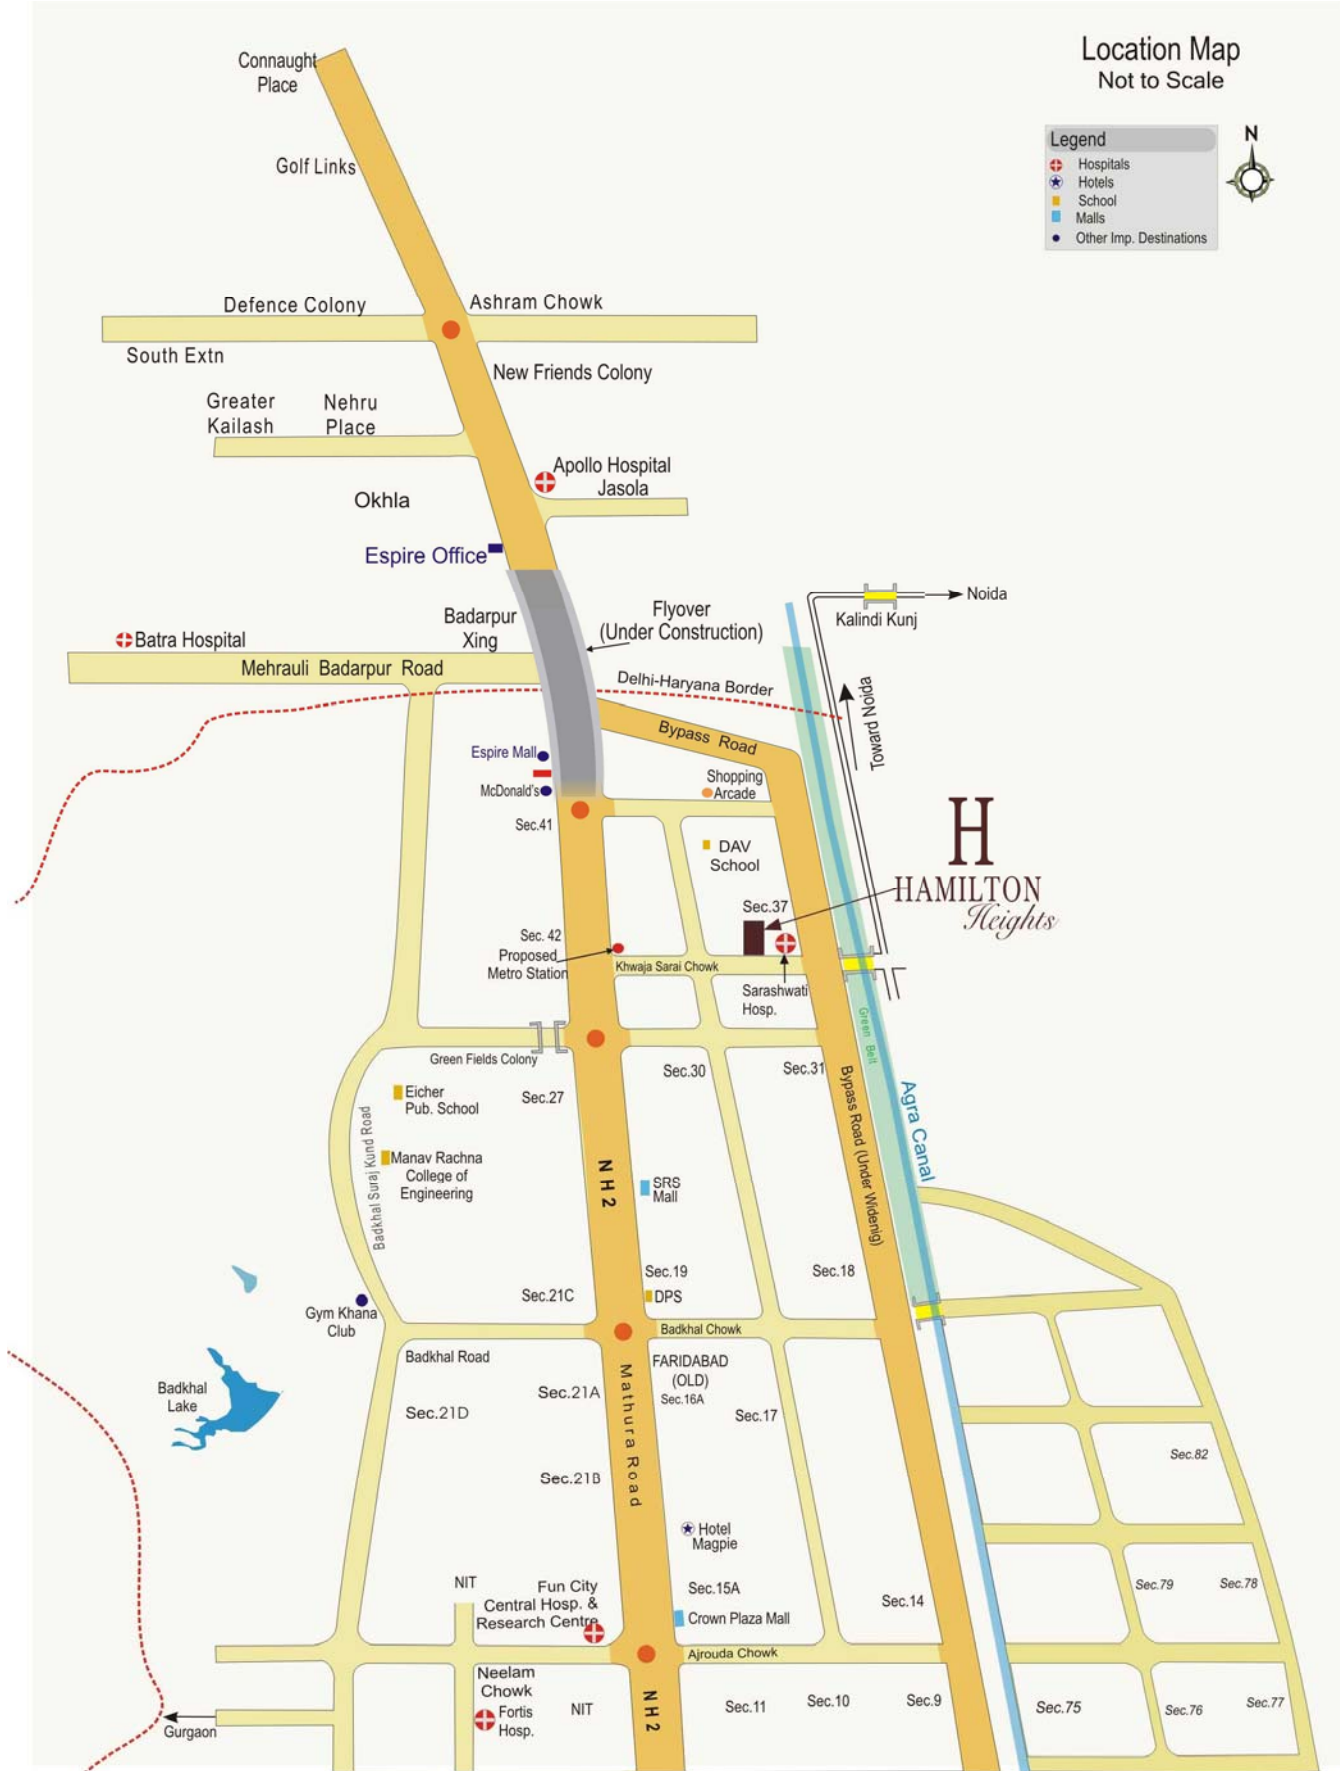 Location Map
Not to Scale
Legend
Hospitals
Hotels
School
Malls
Other Imp. Destinations
N
Connaught
Place
Golf Links
Defence Colony
Ashram Chowk
South Extn
New Friends Colony
Greater
Kailash
Nehru
Place
Apollo Hospital
Jasola
Okhla
Espire Office
Badarpur
Xing
Flyover
(Under Construction)
Noida
Kalindi Kunj
Batra Hospital
Mehrauli Badarpur Road
Delhi-Haryana Border
Toward Noida
Bypass Road
Espire Mall
McDonald's
Shopping
Arcade
Sec.41
DAV
School
H
HAMILTON
Heights
Sec.37
Sec. 42
Proposed
Metro Station
Khwaja Sarai Chowk
Sarashwati
Hosp.
Green Belt
Green Fields Colony
Sec.30
Sec.31
Eicher
Pub. School
Sec.27
Bypass Road (Under Widenig)
Agra Canal
Badkhal Suraj Kund Road
Manav Rachna
College of
Engineering
NH2
SRS
Mall
Sec.19
Sec.18
DPS
Sec.21C
Gym Khana
Club
Badkhal Chowk
Badkhal Road
FARIDABAD
(OLD)
Sec.16A
Badkhal
Lake
Sec.21A
Sec.21D
Sec.17
Mathura Road
Sec.82
Sec.21B
Hotel
Magpie
NIT
Fun City
Central Hosp. &
Research Centre
Sec.15A
Crown Plaza Mall
Sec.14
Sec.79
Sec.78
Ajrouda Chowk
Neelam
Chowk
Fortis
Hosp.
NIT
NH2
Sec.11
Sec.10
Sec.9
Sec.75
Sec.76
Sec.77
Gurgaon